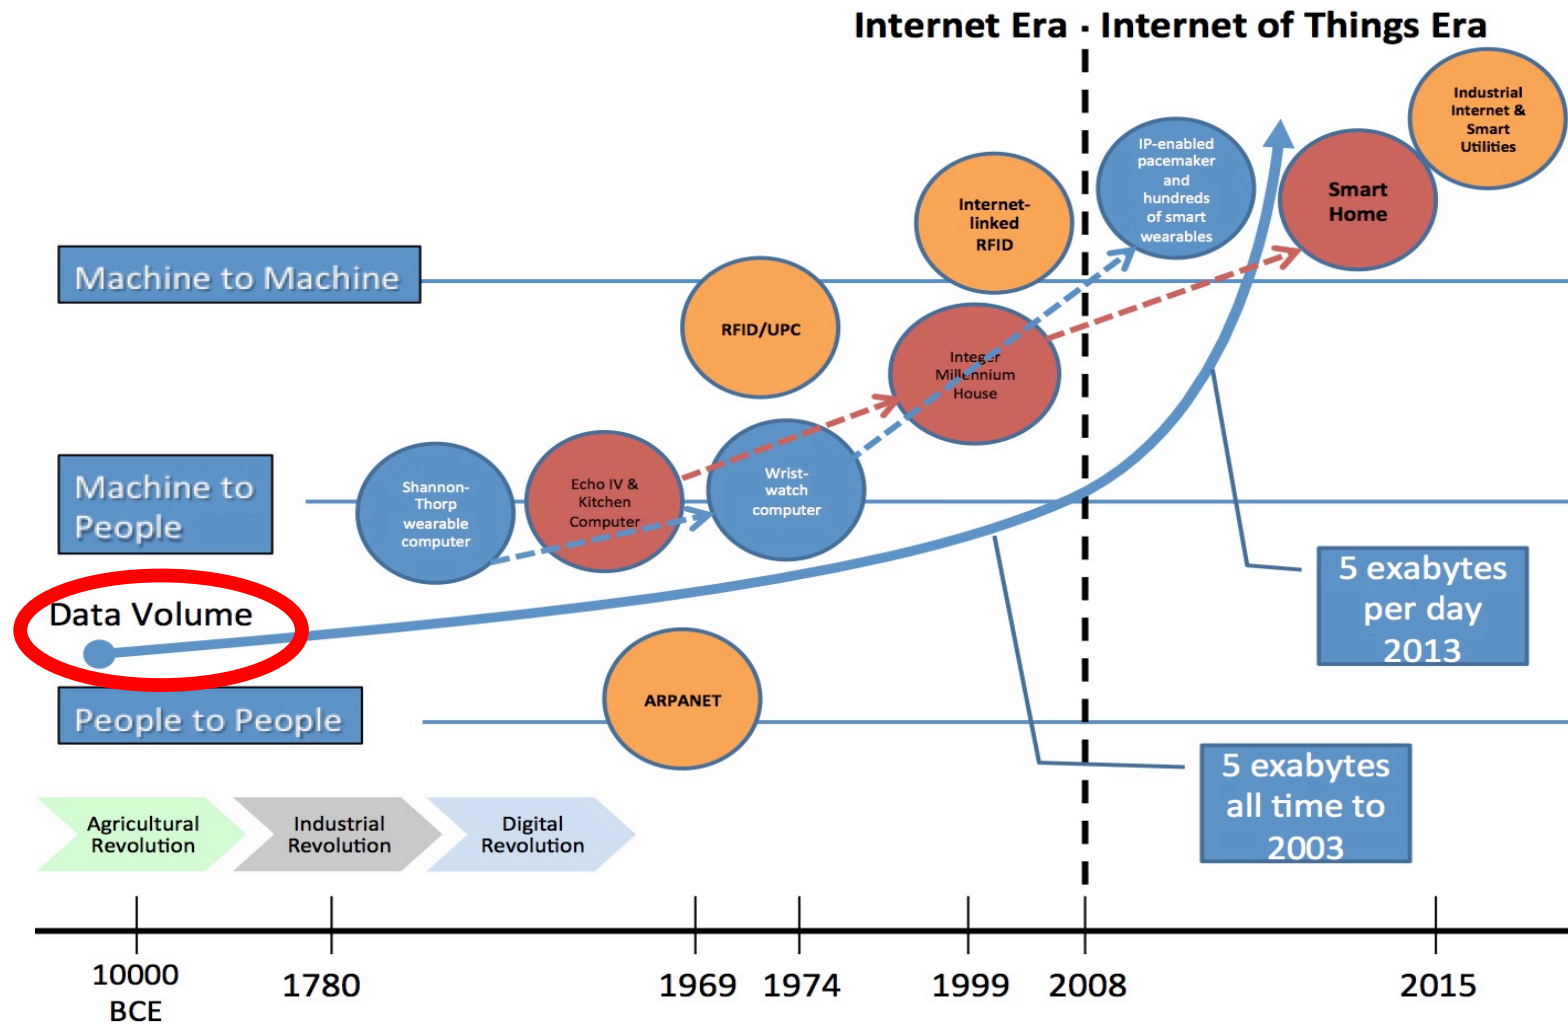 Internet Era
Internet of Things Era
Industrial
Internet &
Smart
Utilities
IP-enabled
pacemaker
and
hundreds
of smart
wearables
Smart
Home
Internet-
linked
RFID
Machine to Machine
RFID/UPC
Integer
Millennium
House
Machine to
People
Shannon-
Thorp
wearable
computer
Echo IV &
Kitchen
Computer
Wrist-
watch
computer
5 exabytes
per day
2013
Data Volume
People to People
ARPANET
5 exabytes
all time to
2003
Agricultural
Revolution
Industrial
Revolution
Digital
Revolution
10000
BCE
1780
1969
1974
1999
2008
2015